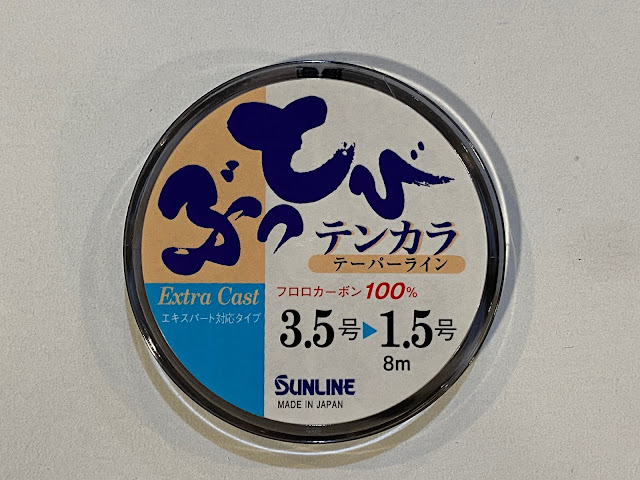 ぶっとび
テンカラ
テーパーライン
Extra Cast
エキスパート対応タイプ
フロロカーボン100%
3.5号▶1.5号
8m
SUNLINE
MADE IN JAPAN